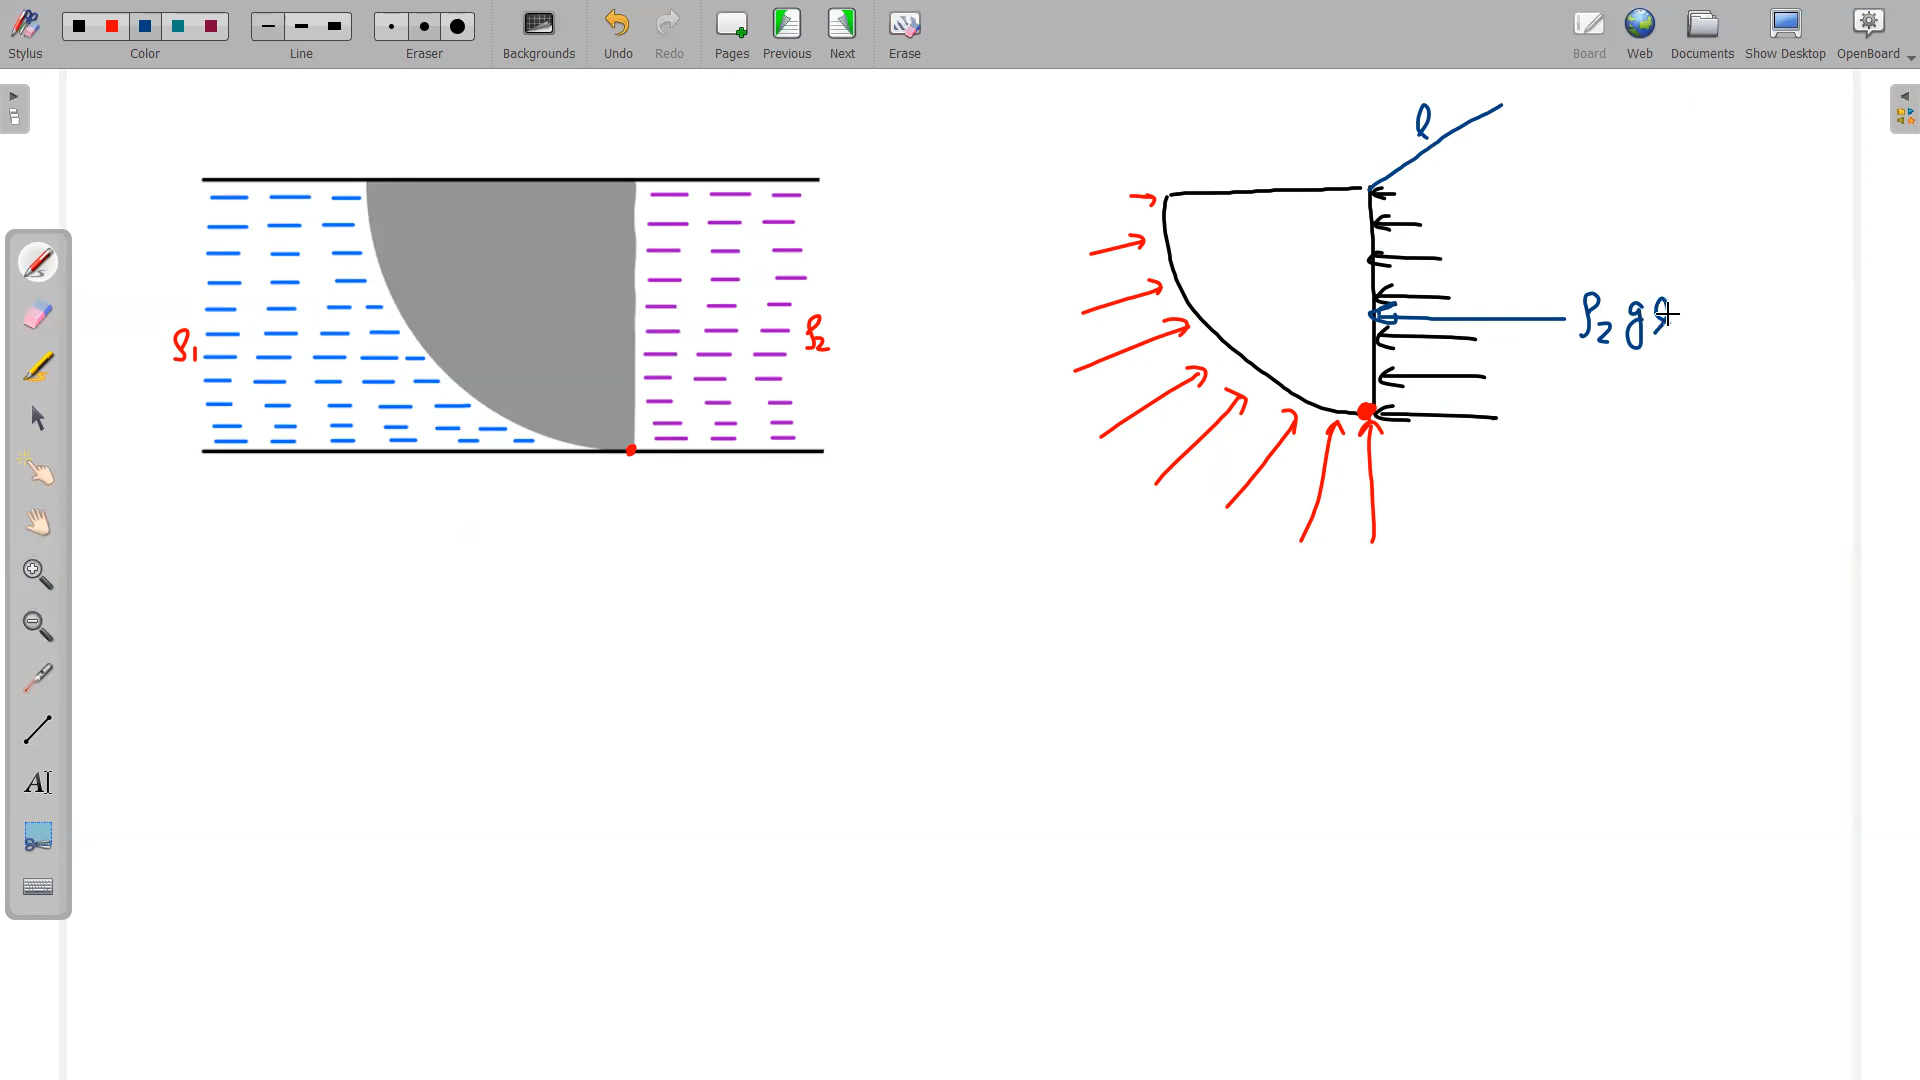 Stylus Color Line Eraser Backgrounds Undo Redo Pages Previous Next Erase Board Web Documents Show Desktop OpenBoard
ℓ
ρ₁
ρ₂
ρ₂ g
AI